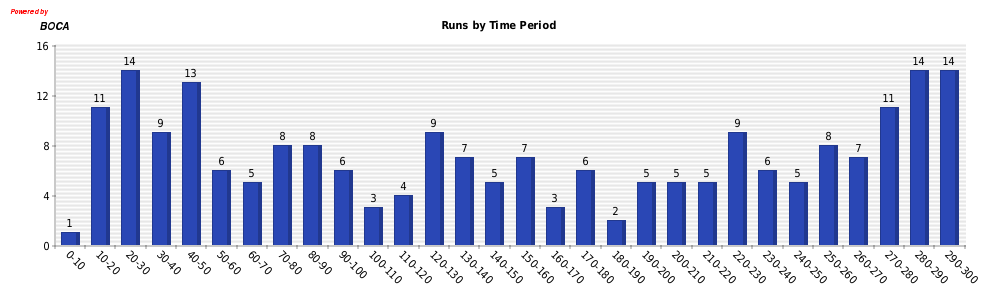 Powered by
BOCA
Runs by Time Period
16
12
8
4
0
1 11 14 9 13 6 5 8 8 6 3 4 9 7 5 7 3 6 2 5 5 5 9 6 5 8 7 11 14 14
0-10 10-20 20-30 30-40 40-50 50-60 60-70 70-80 80-90 90-100 100-110 110-120 120-130 130-140 140-150 150-160 160-170 170-180 180-190 190-200 200-210 210-220 220-230 230-240 240-250 250-260 260-270 270-280 280-290 290-300